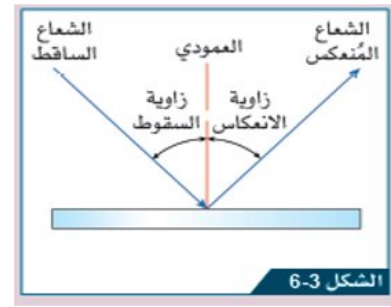 الشعاع
المُنعكس
العمودي
الشعاع
الساقط
زاوية
الانعكاس
زاوية
السقوط
الشكل 3-6